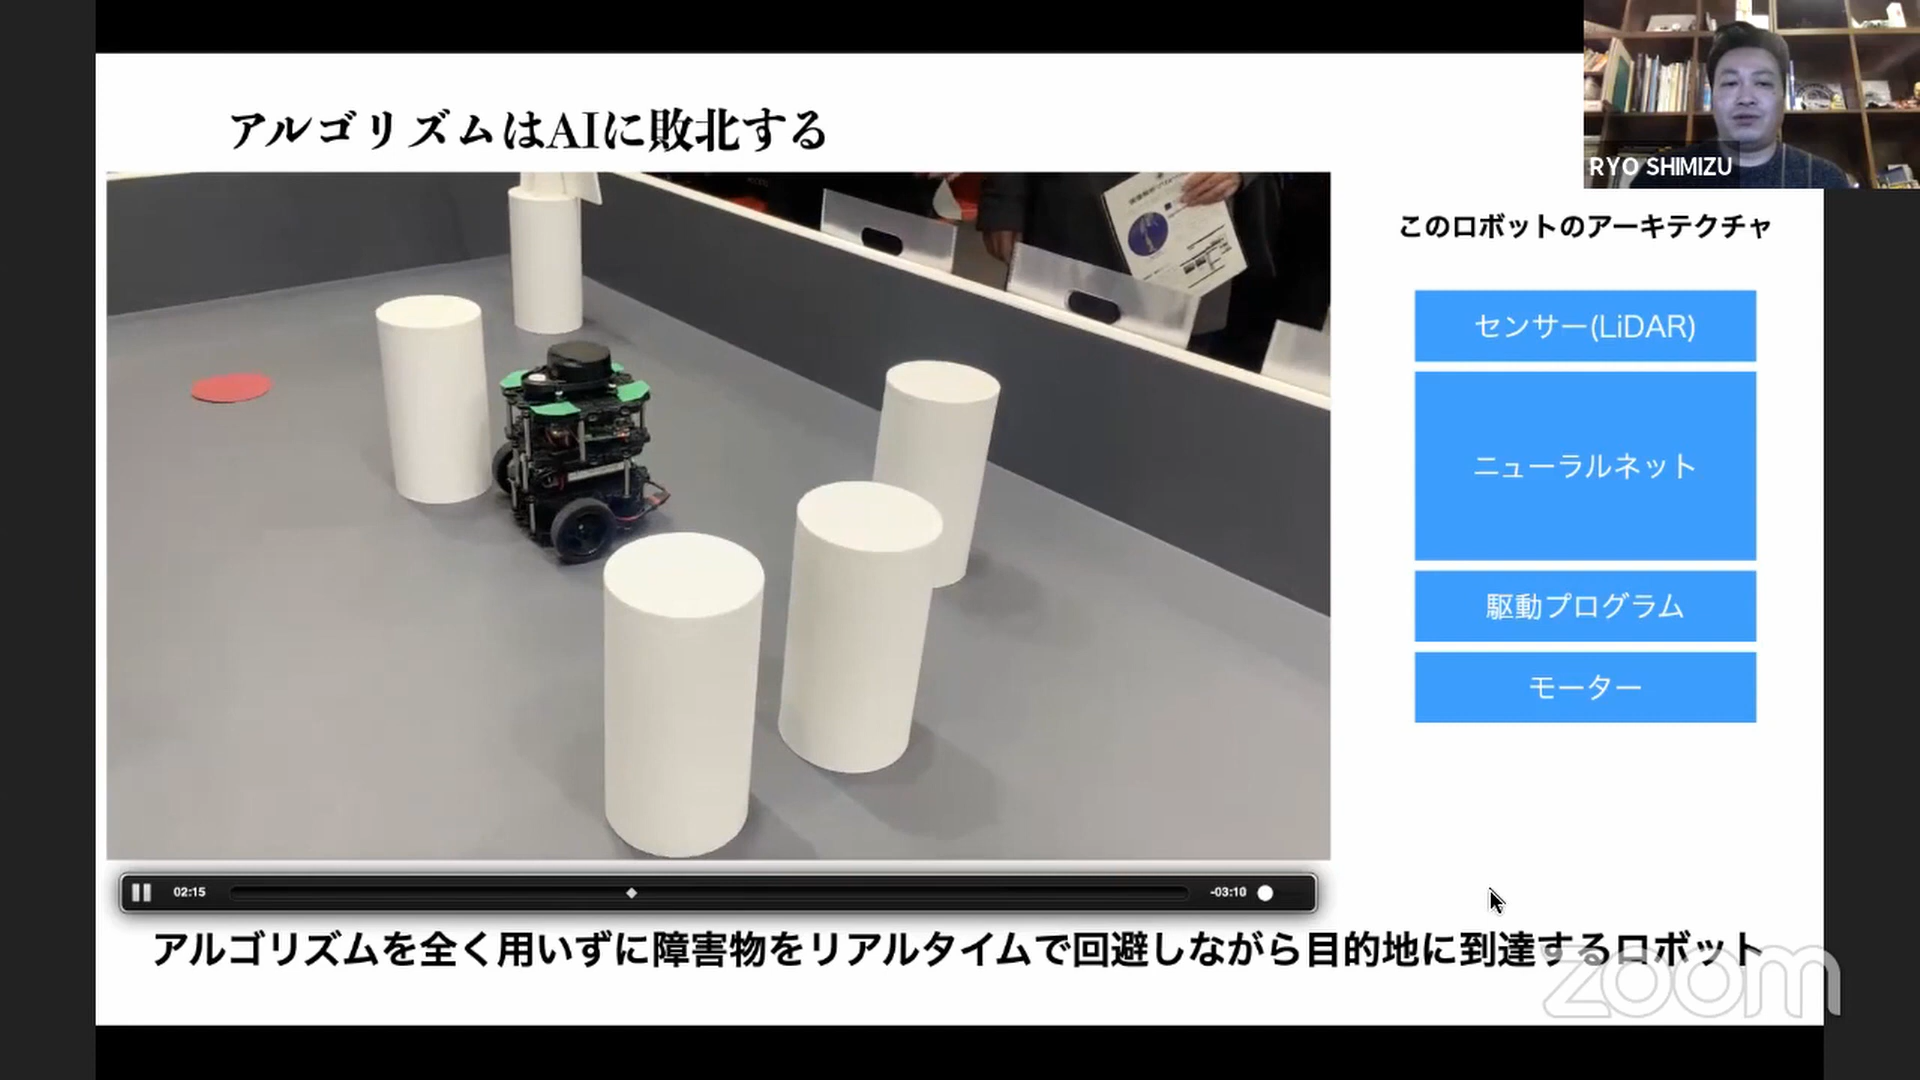 アルゴリズムはAIに敗北する
RYO SHIMIZU
このロボットのアーキテクチャ
センサー(LiDAR)
ニューラルネット
駆動プログラム
モーター
02:15
-03:10
アルゴリズムを全く用いずに障害物をリアルタイムで回避しながら目的地に到達するロボット
zoom